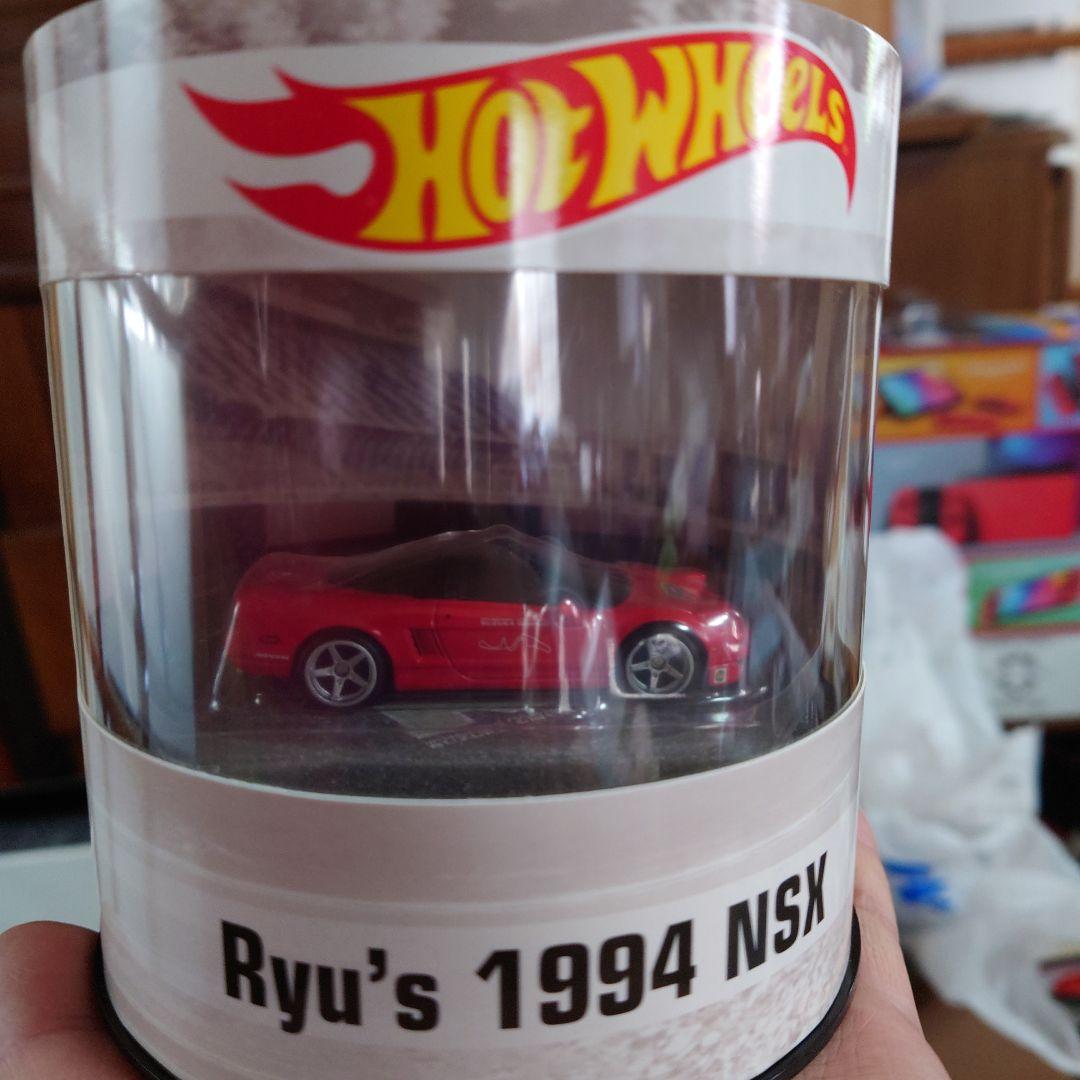 Hot Wheels
Ryu's 1994 NSX